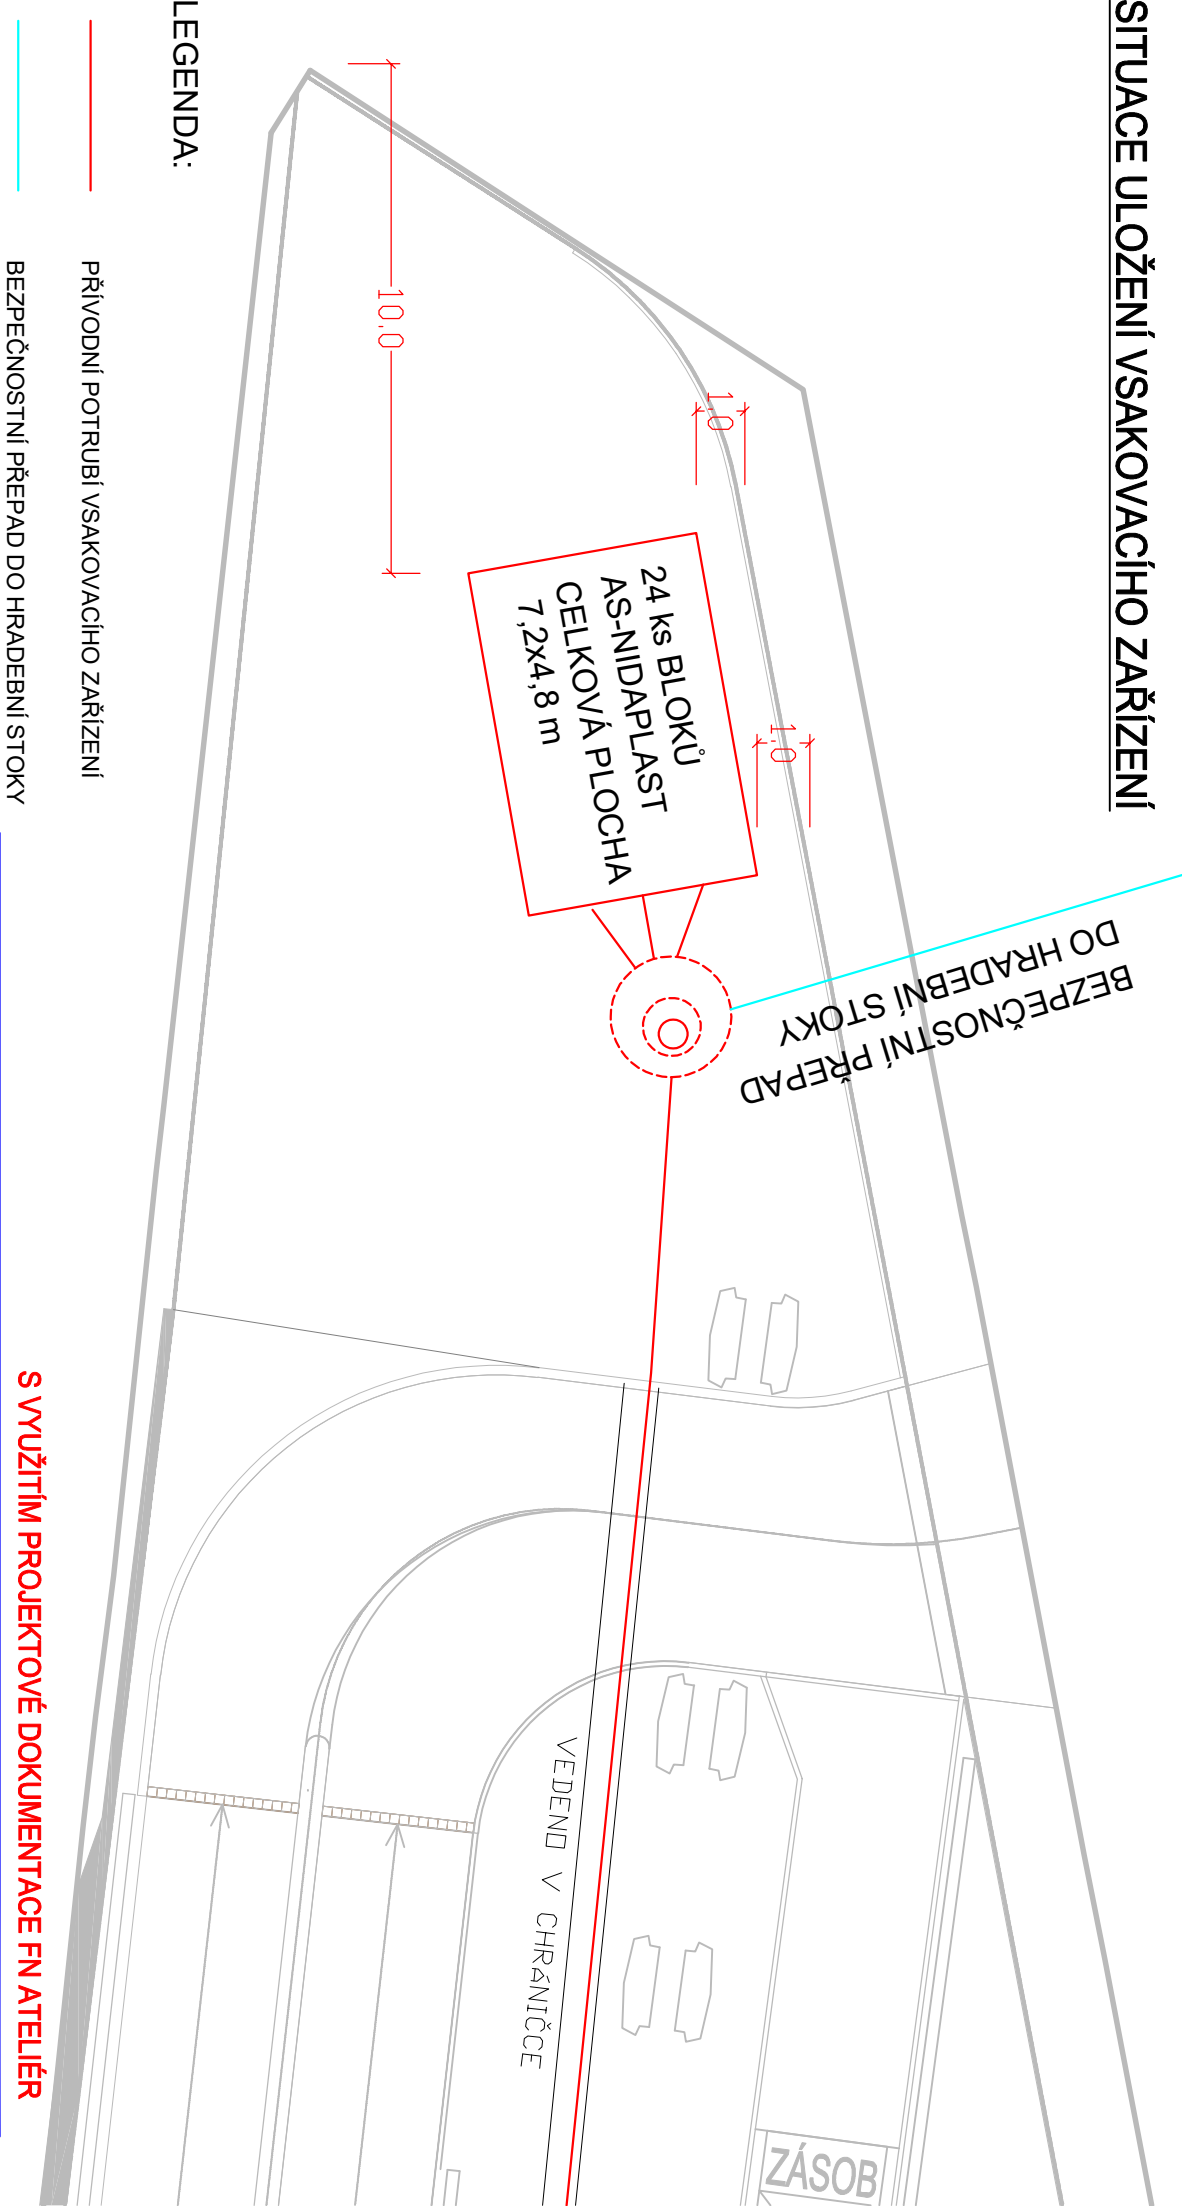 SITUACE ULOŽENÍ VSAKOVACÍHO ZAŘÍZENÍ
1.0
1.0
10.0
24 ks BLOKŮ
AS-NIDAPLAST
CELKOVÁ PLOCHA
7,2x4,8 m
BEZPEČNOSTNÍ PŘEPAD
DO HRADEBNÍ STOKY
VEDENO V CHRÁNIČCE
ZÁSOB
LEGENDA:
PŘÍVODNÍ POTRUBÍ VSAKOVACÍHO ZAŘÍZENÍ
BEZPEČNOSTNÍ PŘEPAD DO HRADEBNÍ STOKY
S VYUŽITÍM PROJEKTOVÉ DOKUMENTACE FN ATELIÉR